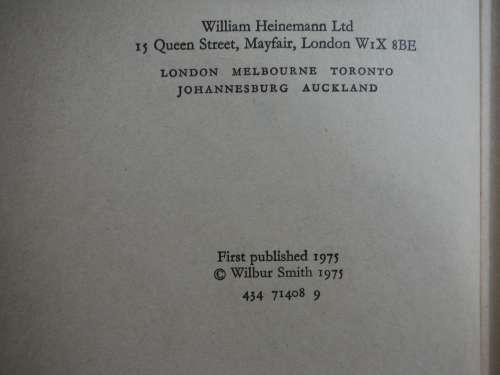 William Heinemann Ltd
15 Queen Street, Mayfair, London W1X 8BE
LONDON MELBOURNE TORONTO
JOHANNESBURG AUCKLAND
First published 1975
© Wilbur Smith 1975
434 71408 9